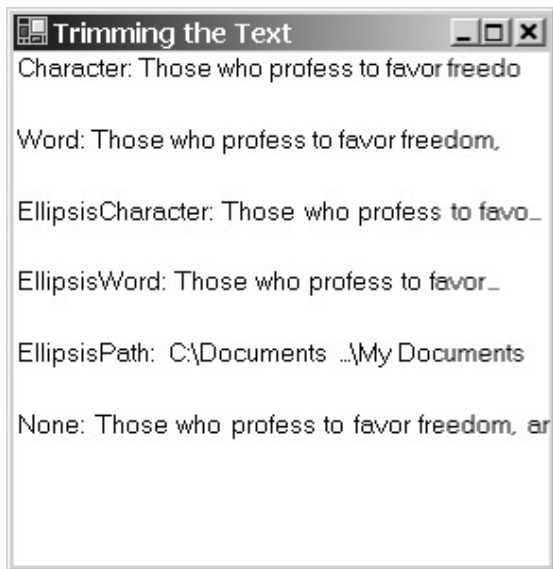 Trimming the Text
Character: Those who profess to favor freedo
Word: Those who profess to favor freedom,
EllipsisCharacter: Those who profess to favo...
EllipsisWord: Those who profess to favor...
EllipsisPath: C:\Documents ...\My Documents
None: Those who profess to favor freedom, ar